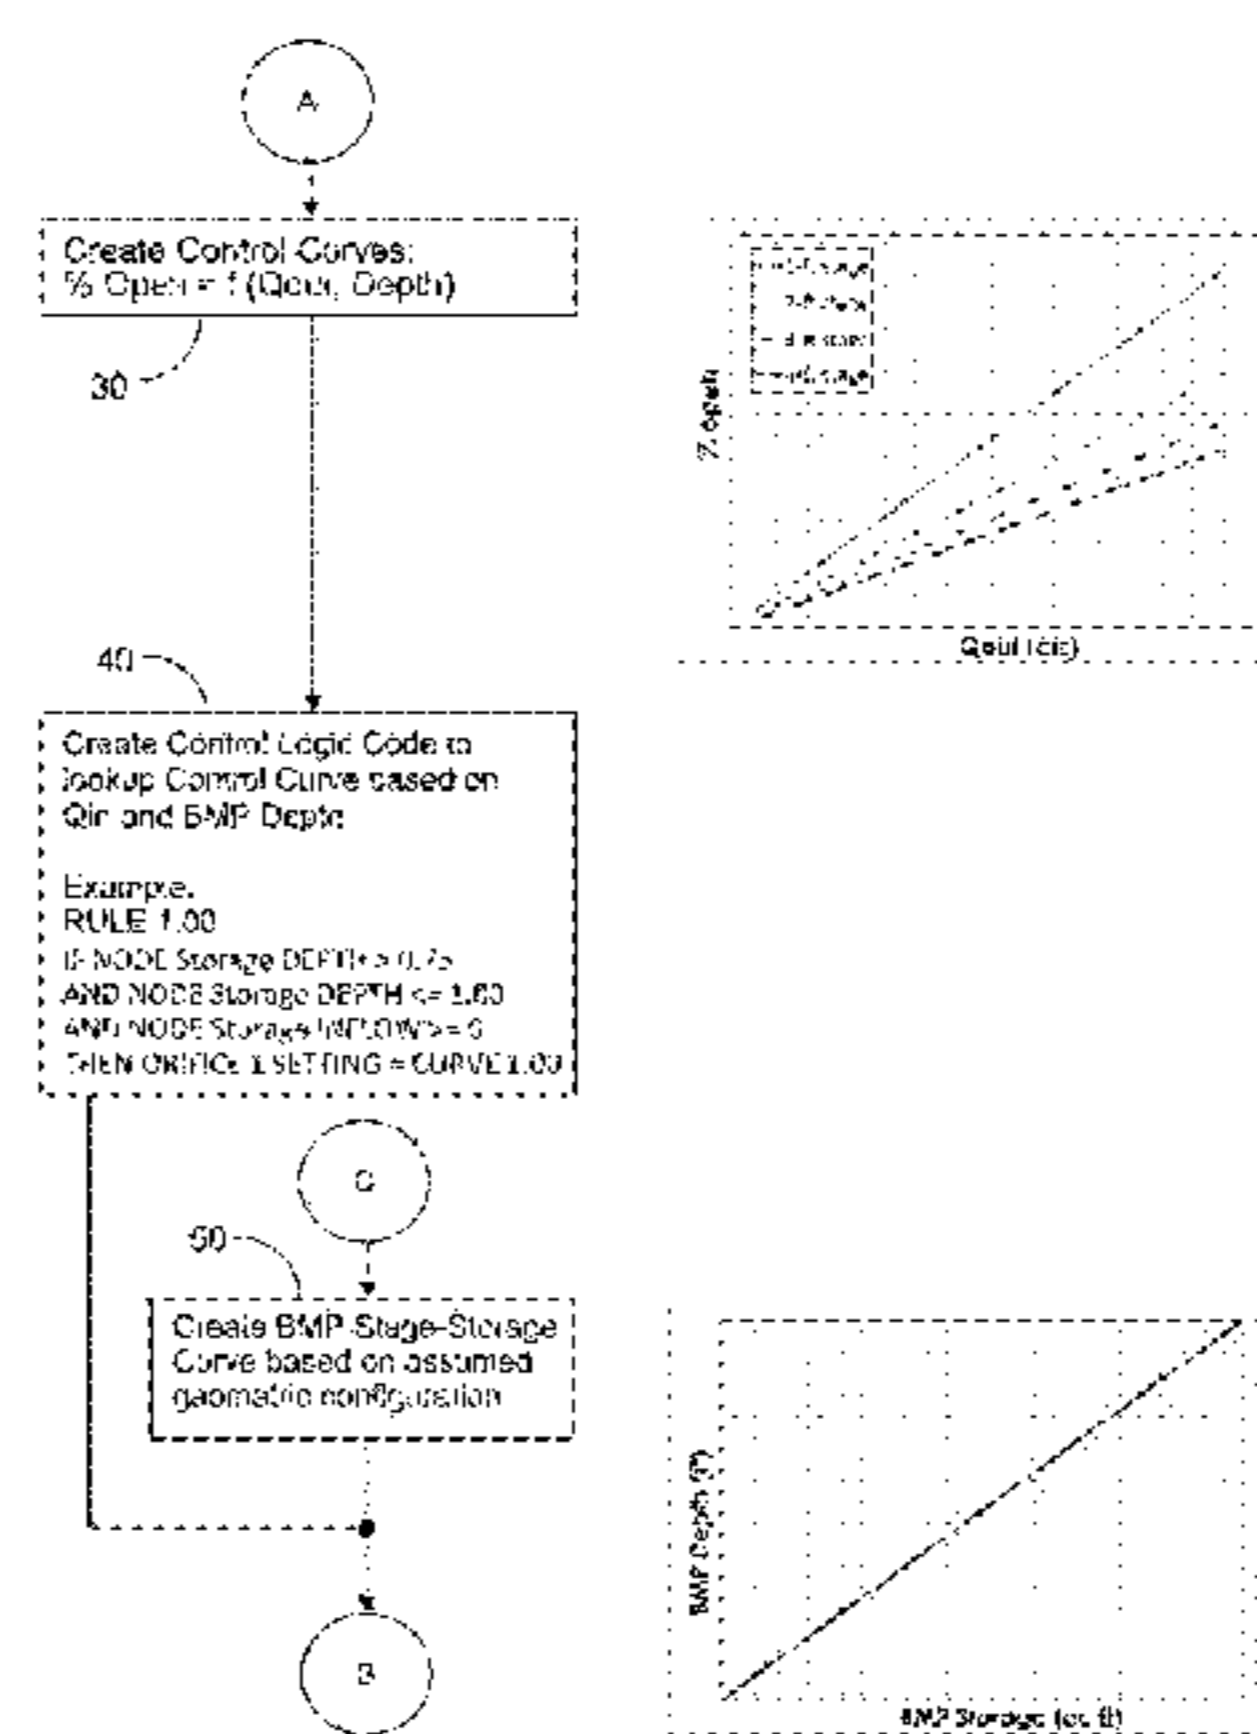 A
Create Control Curves:
% Open = f (Qout, Depth)
30
% open
Qout (cfs)
40
Create Control Logic Code to
lookup Control Curve based on
Qin and BMP Depth
Example.
RULE 1.00
IF NODE Storage DEPTH > 0.75
AND NODE Storage DEPTH <= 1.00
AND NODE Storage INFLOW >= 0
THEN ORIFICE 1 SETTING = CURVE 1.00
C
50
Create BMP Stage-Storage
Curve based on assumed
geometric configuration
BMP Depth (ft)
BMP Storage (cu. ft)
B